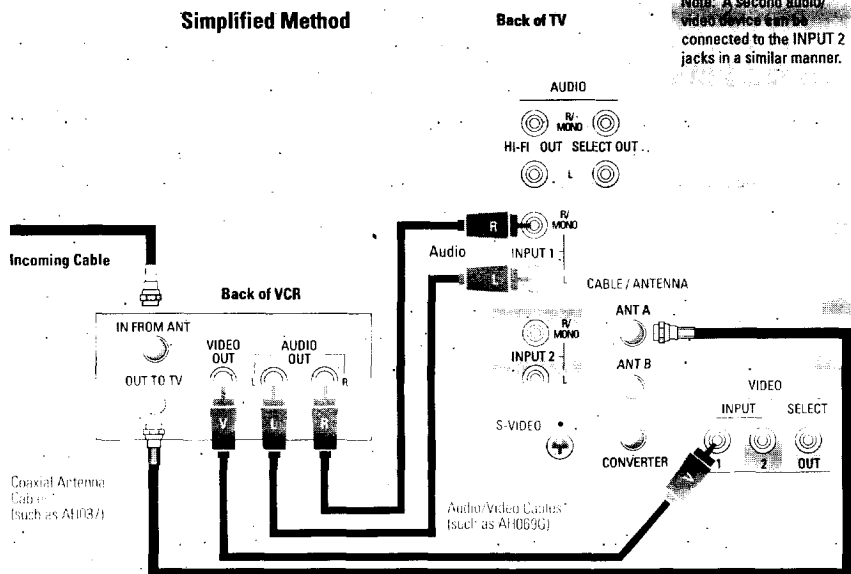 Simplified Method
Back of TV
Note: A second audio/
video device can be
connected to the INPUT 2
jacks in a similar manner.
AUDIO
R/
MONO
HI-FI OUT SELECT OUT
L
R
R/
MONO
Audio
INPUT 1
L
L
Incoming Cable
Back of VCR
CABLE / ANTENNA
ANT A
IN FROM ANT
VIDEO
OUT
AUDIO
OUT
L
R
R/
MONO
INPUT 2
L
ANT B
OUT TO TV
VIDEO
INPUT
SELECT
V
L
R
S-VIDEO
CONVERTER
1
2
OUT
V
Coaxial Antenna
(such as AH037)
Audio/Video Cables*
(such as AH069G)